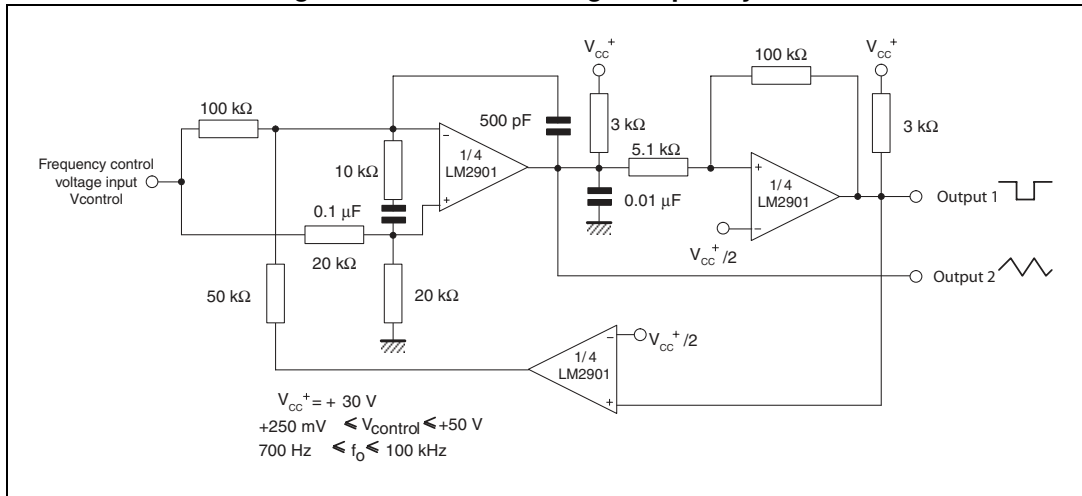 V_CC^+
100 kΩ
V_CC^+
100 kΩ
500 pF
3 kΩ
3 kΩ
5.1 kΩ
-
1/4
LM2901
+
10 kΩ
Frequency control
voltage input
Vcontrol
0.1 µF
0.01 µF
+
1/4
LM2901
-
Output 1
V_CC^+/2
20 kΩ
Output 2
50 kΩ
20 kΩ
-
V_CC^+/2
1/4
LM2901
+
V_CC^+ = + 30 V
+250 mV ⩽ Vcontrol ⩽ +50 V
700 Hz ⩽ f_o ⩽ 100 kHz